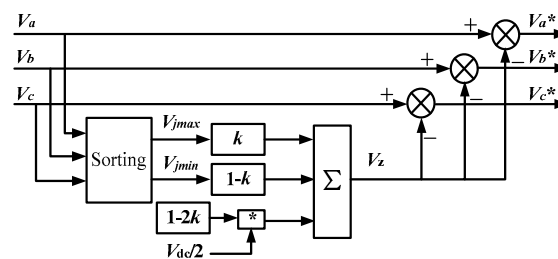 Va
+
Va*
−
Vb
+
Vb*
−
Vc
+
Vc*
−
Vjmax
k
Sorting
Vjmin
1-k
Σ
Vz
1-2k
*
Vdc/2